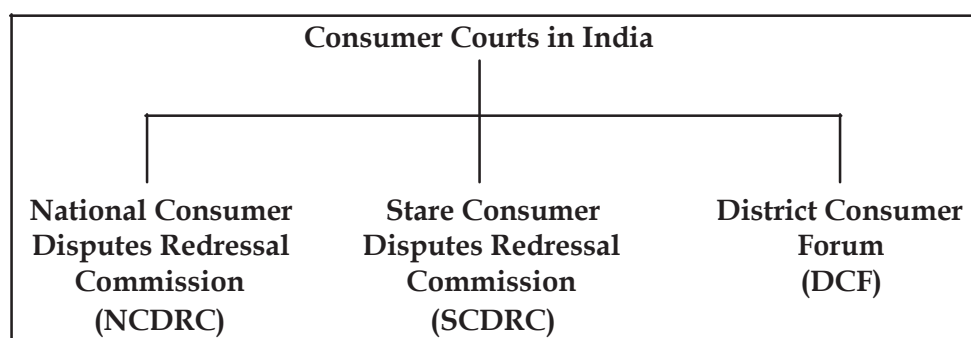 Consumer Courts in India
National Consumer
Disputes Redressal
Commission
(NCDRC)
Stare Consumer
Disputes Redressal
Commission
(SCDRC)
District Consumer
Forum
(DCF)